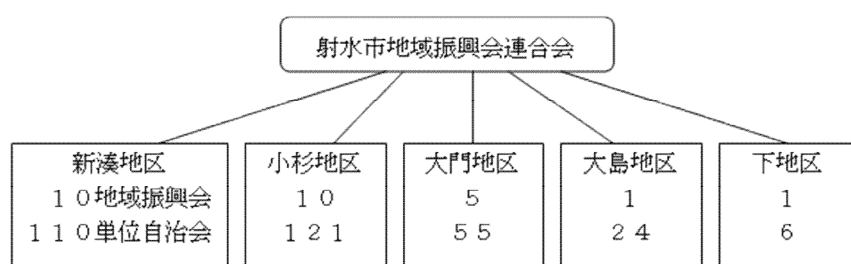 射水市地域振興会連合会
新湊地区
１０地域振興会
１１０単位自治会
小杉地区
１０
１２１
大門地区
５
５５
大島地区
１
２４
下地区
１
６